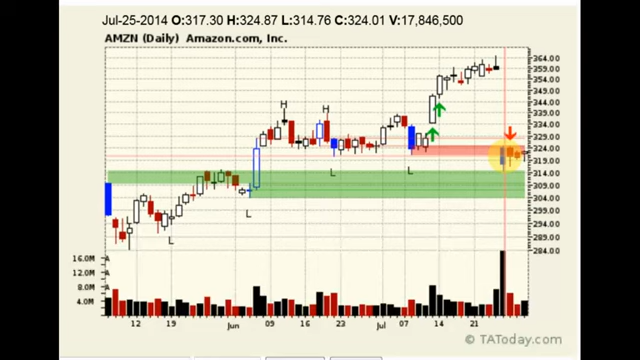 Jul-25-2014 O:317.30 H:324.87 L:314.76 C:324.01 V:17,846,500
AMZN (Daily) Amazon.com, Inc.
364.00
359.00
354.00
349.00
344.00
339.00
334.00
329.00
324.00
319.00
314.00
309.00
304.00
299.00
294.00
289.00
284.00
H
H
L
L
L
L
16.0M
12.0M
8.0M
4.0M
12 19 Jun 09 16 23 Jul 07 14 21
© TAToday.com